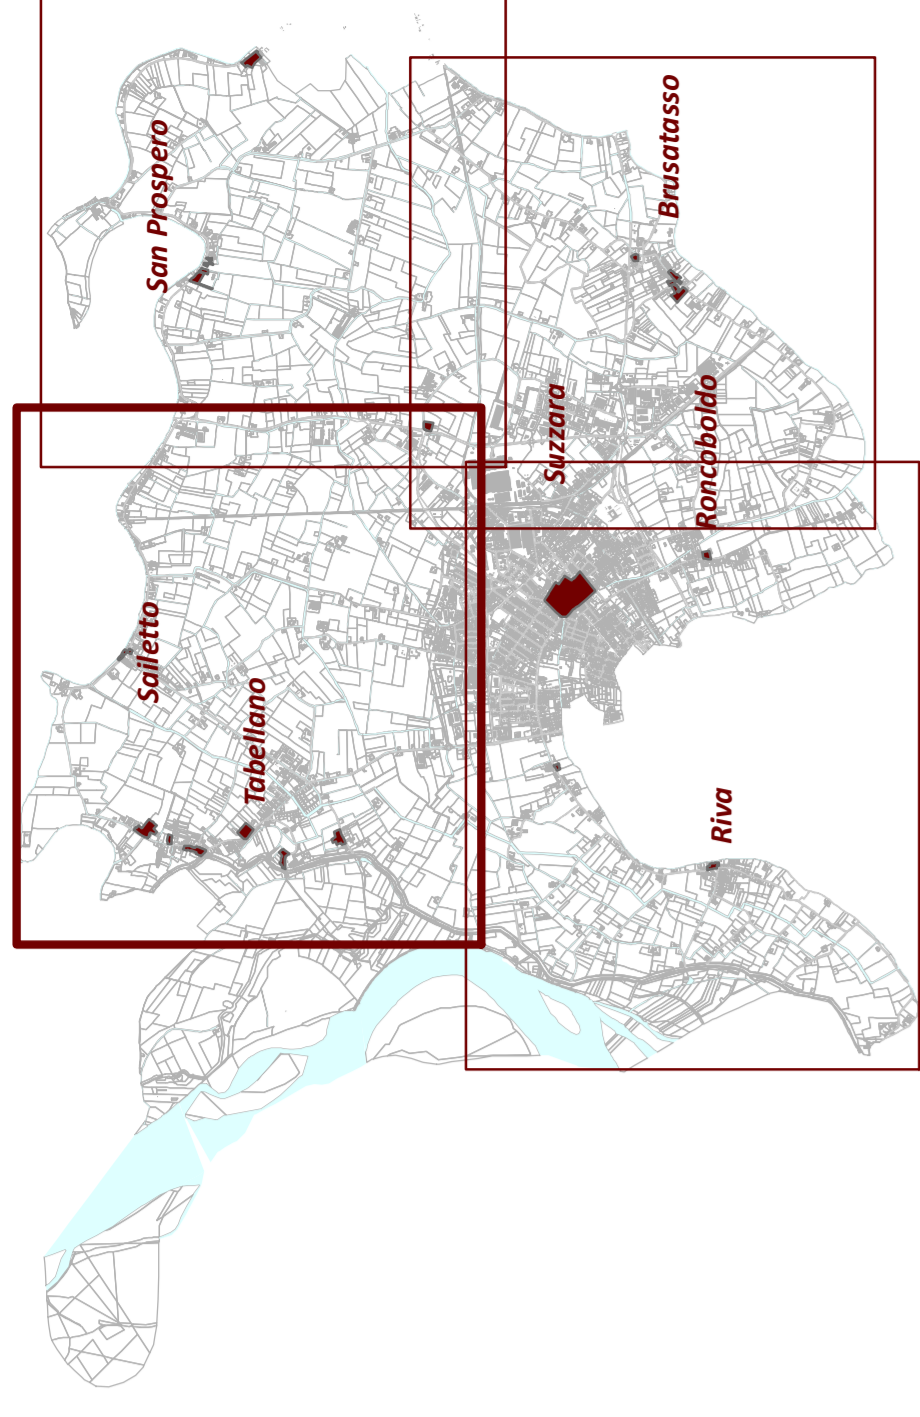 San Prospero
Brusatasso
Suzzara
Roncoboldo
Sailetto
Tabellano
Riva